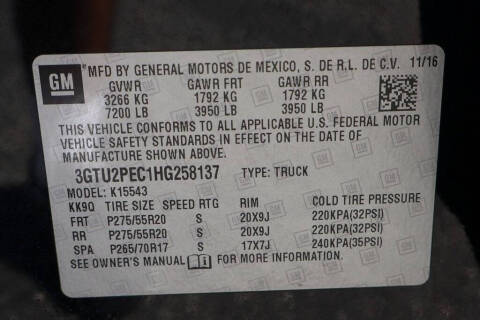 GM MFD BY GENERAL MOTORS DE MEXICO, S. DE R.L. DE C.V. 11/16
GVWR GAWR FRT GAWR RR
3266 KG 1792 KG 1792 KG
7200 LB 3950 LB 3950 LB
THIS VEHICLE CONFORMS TO ALL APPLICABLE U.S. FEDERAL MOTOR
VEHICLE SAFETY STANDARDS IN EFFECT ON THE DATE OF
MANUFACTURE SHOWN ABOVE.
3GTU2PEC1HG258137 TYPE: TRUCK
MODEL: K15543
KK9Q TIRE SIZE SPEED RTG RIM COLD TIRE PRESSURE
FRT P275/55R20 S 20X9J 220KPA(32PSI)
RR P275/55R20 S 20X9J 220KPA(32PSI)
SPA P265/70R17 S 17X7J 240KPA(35PSI)
SEE OWNER'S MANUAL FOR MORE INFORMATION.